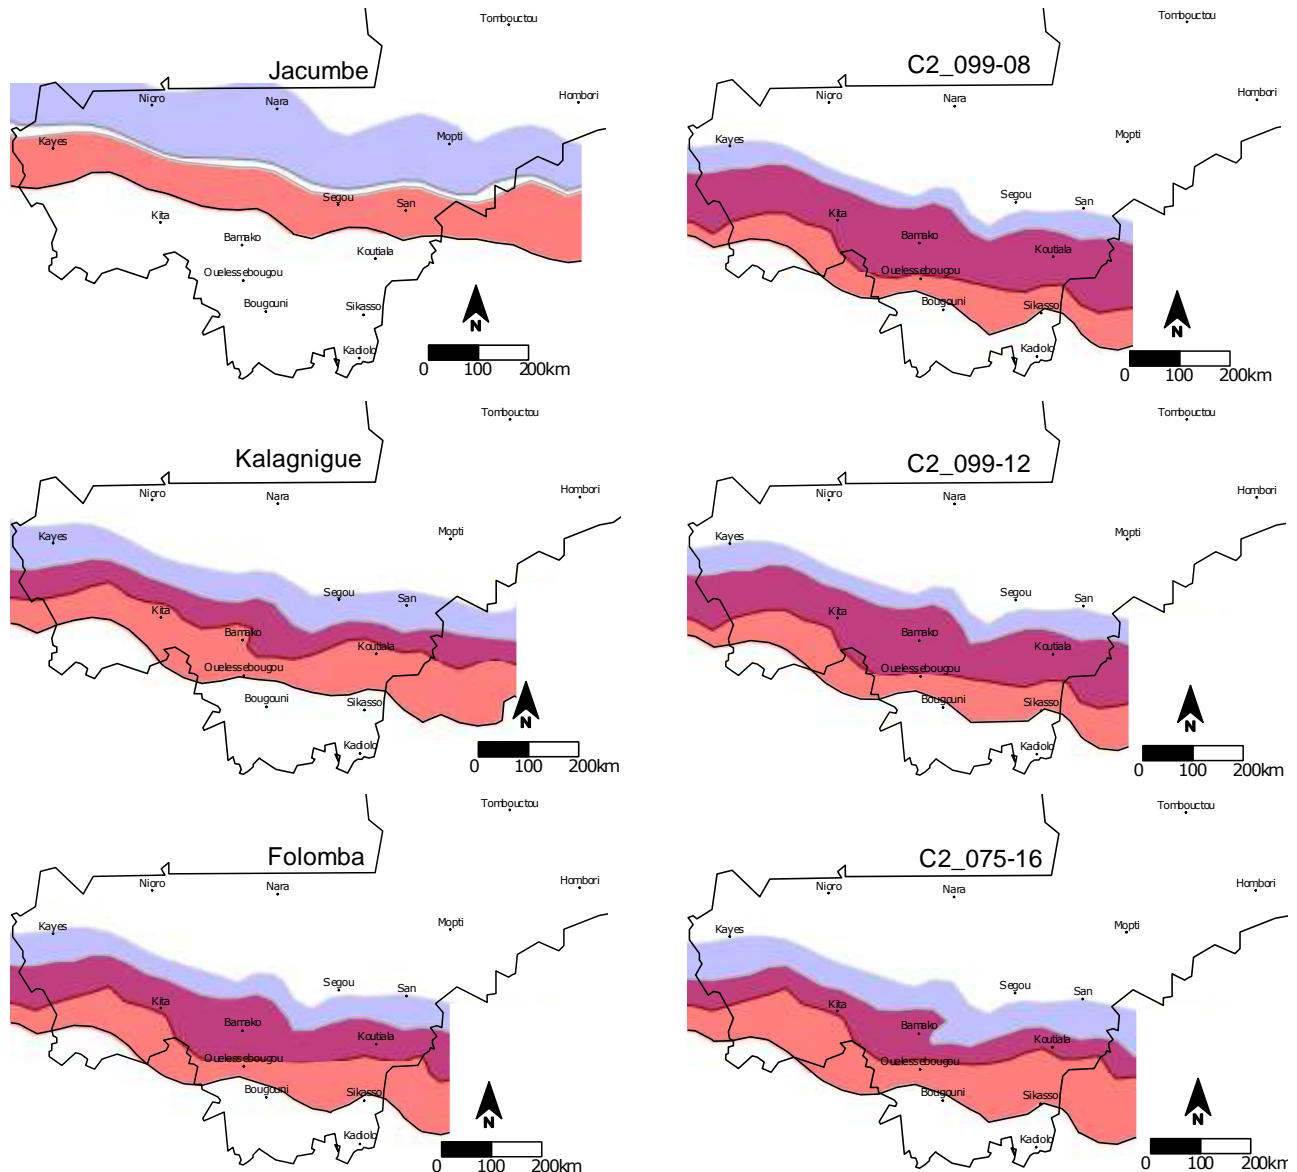 Tombouctou
Jacumbe
Nioro
Nara
Hombori
Kayes
Mopti
Segou
San
Kita
Bamako
Koutiala
Ouelessebougou
Bougouni
Sikasso
Kadiolo
N
0 100 200km
Tombouctou
C2_099-08
Nioro
Nara
Hombori
Kayes
Mopti
Segou
San
Kita
Bamako
Koutiala
Ouelessebougou
Bougouni
Sikasso
Kadiolo
N
0 100 200km
Tombouctou
Kalagnigue
Nioro
Nara
Hombori
Kayes
Mopti
Segou
San
Kita
Bamako
Koutiala
Ouelessebougou
Bougouni
Sikasso
Kadiolo
N
0 100 200km
Tombouctou
C2_099-12
Nioro
Nara
Hombori
Kayes
Mopti
Segou
San
Kita
Bamako
Koutiala
Ouelessebougou
Bougouni
Sikasso
Kadiolo
N
0 100 200km
Tombouctou
Folomba
Nioro
Nara
Hombori
Kayes
Mopti
Segou
San
Kita
Bamako
Koutiala
Ouelessebougou
Bougouni
Sikasso
Kadiolo
N
0 100 200km
Tombouctou
C2_075-16
Nioro
Nara
Hombori
Kayes
Mopti
Segou
San
Kita
Bamako
Koutiala
Ouelessebougou
Bougouni
Sikasso
Kadiolo
N
0 100 200km